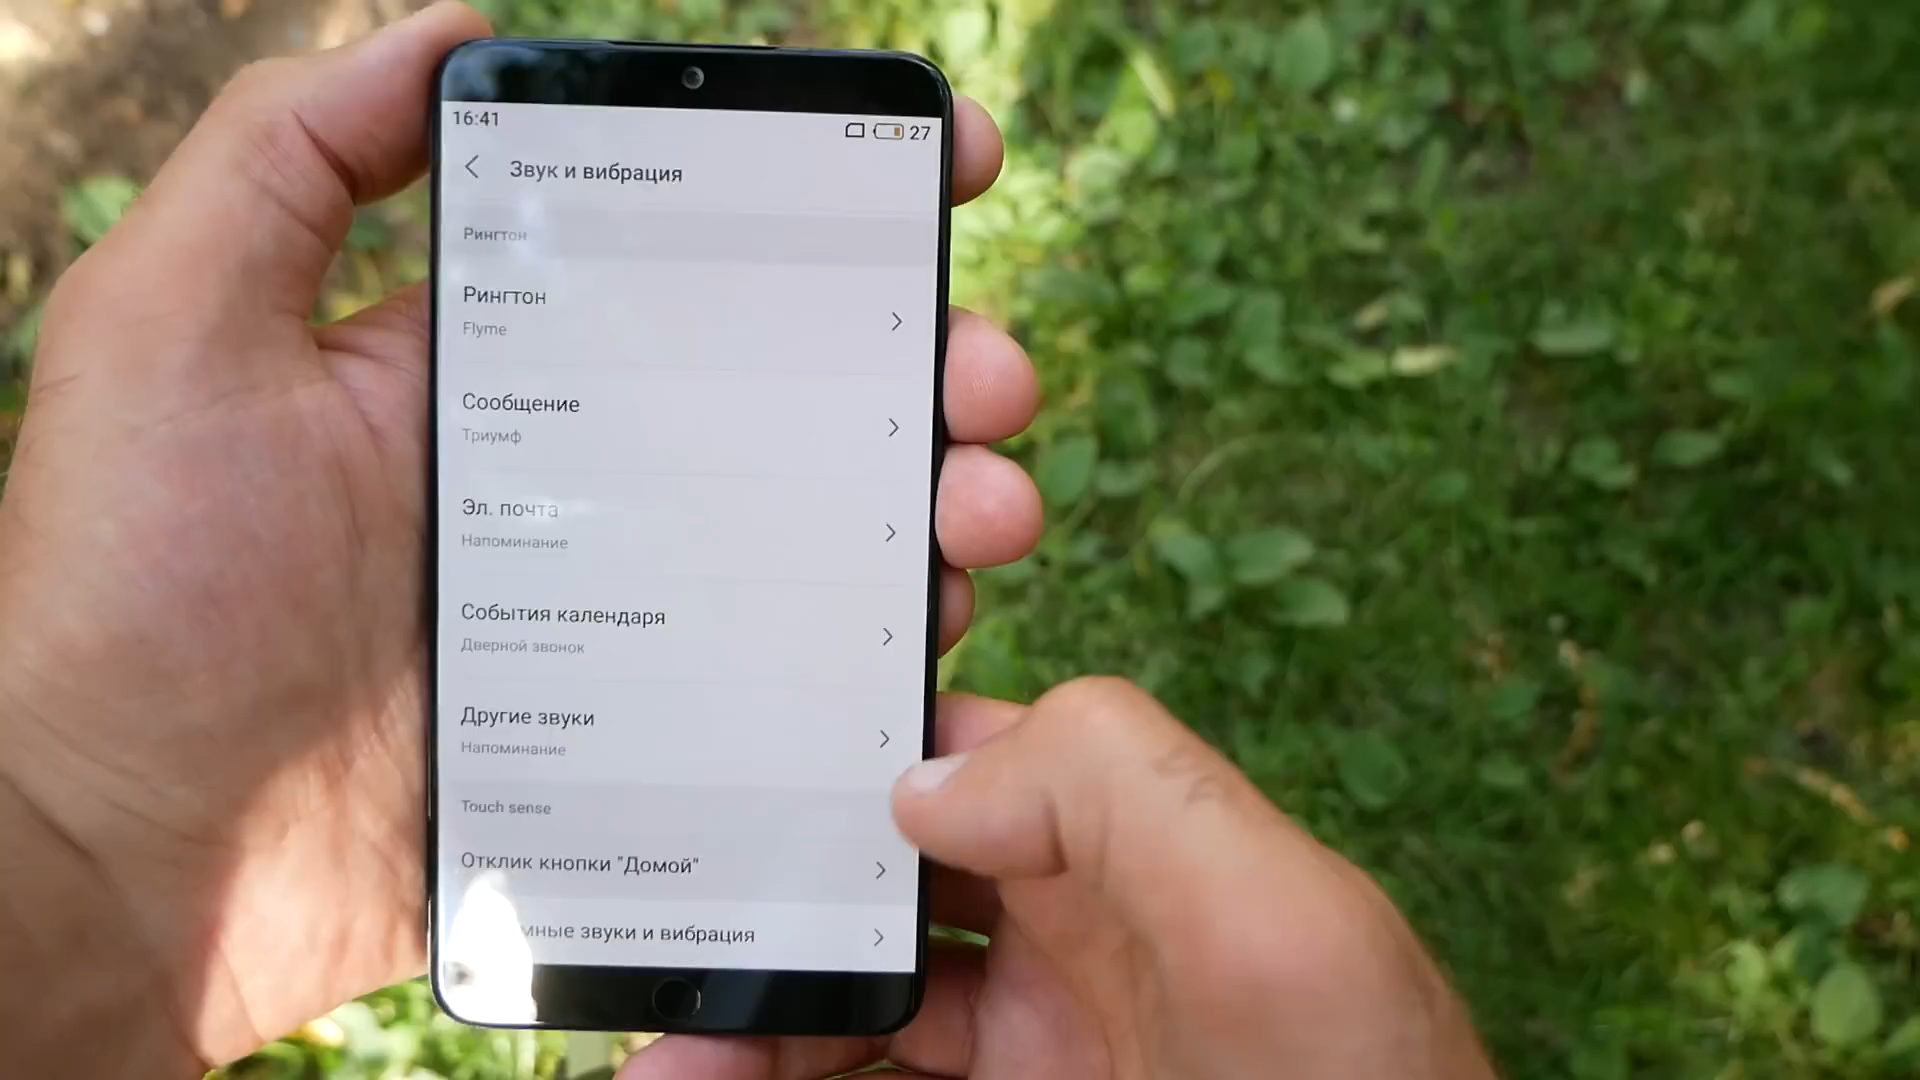 16:41
27
Звук и вибрация
Рингтон
Рингтон
Flyme
Сообщение
Триумф
Эл. почта
Напоминание
События календаря
Дверной звонок
Другие звуки
Напоминание
Touch sense
Отклик кнопки "Домой"
звуки и вибрация